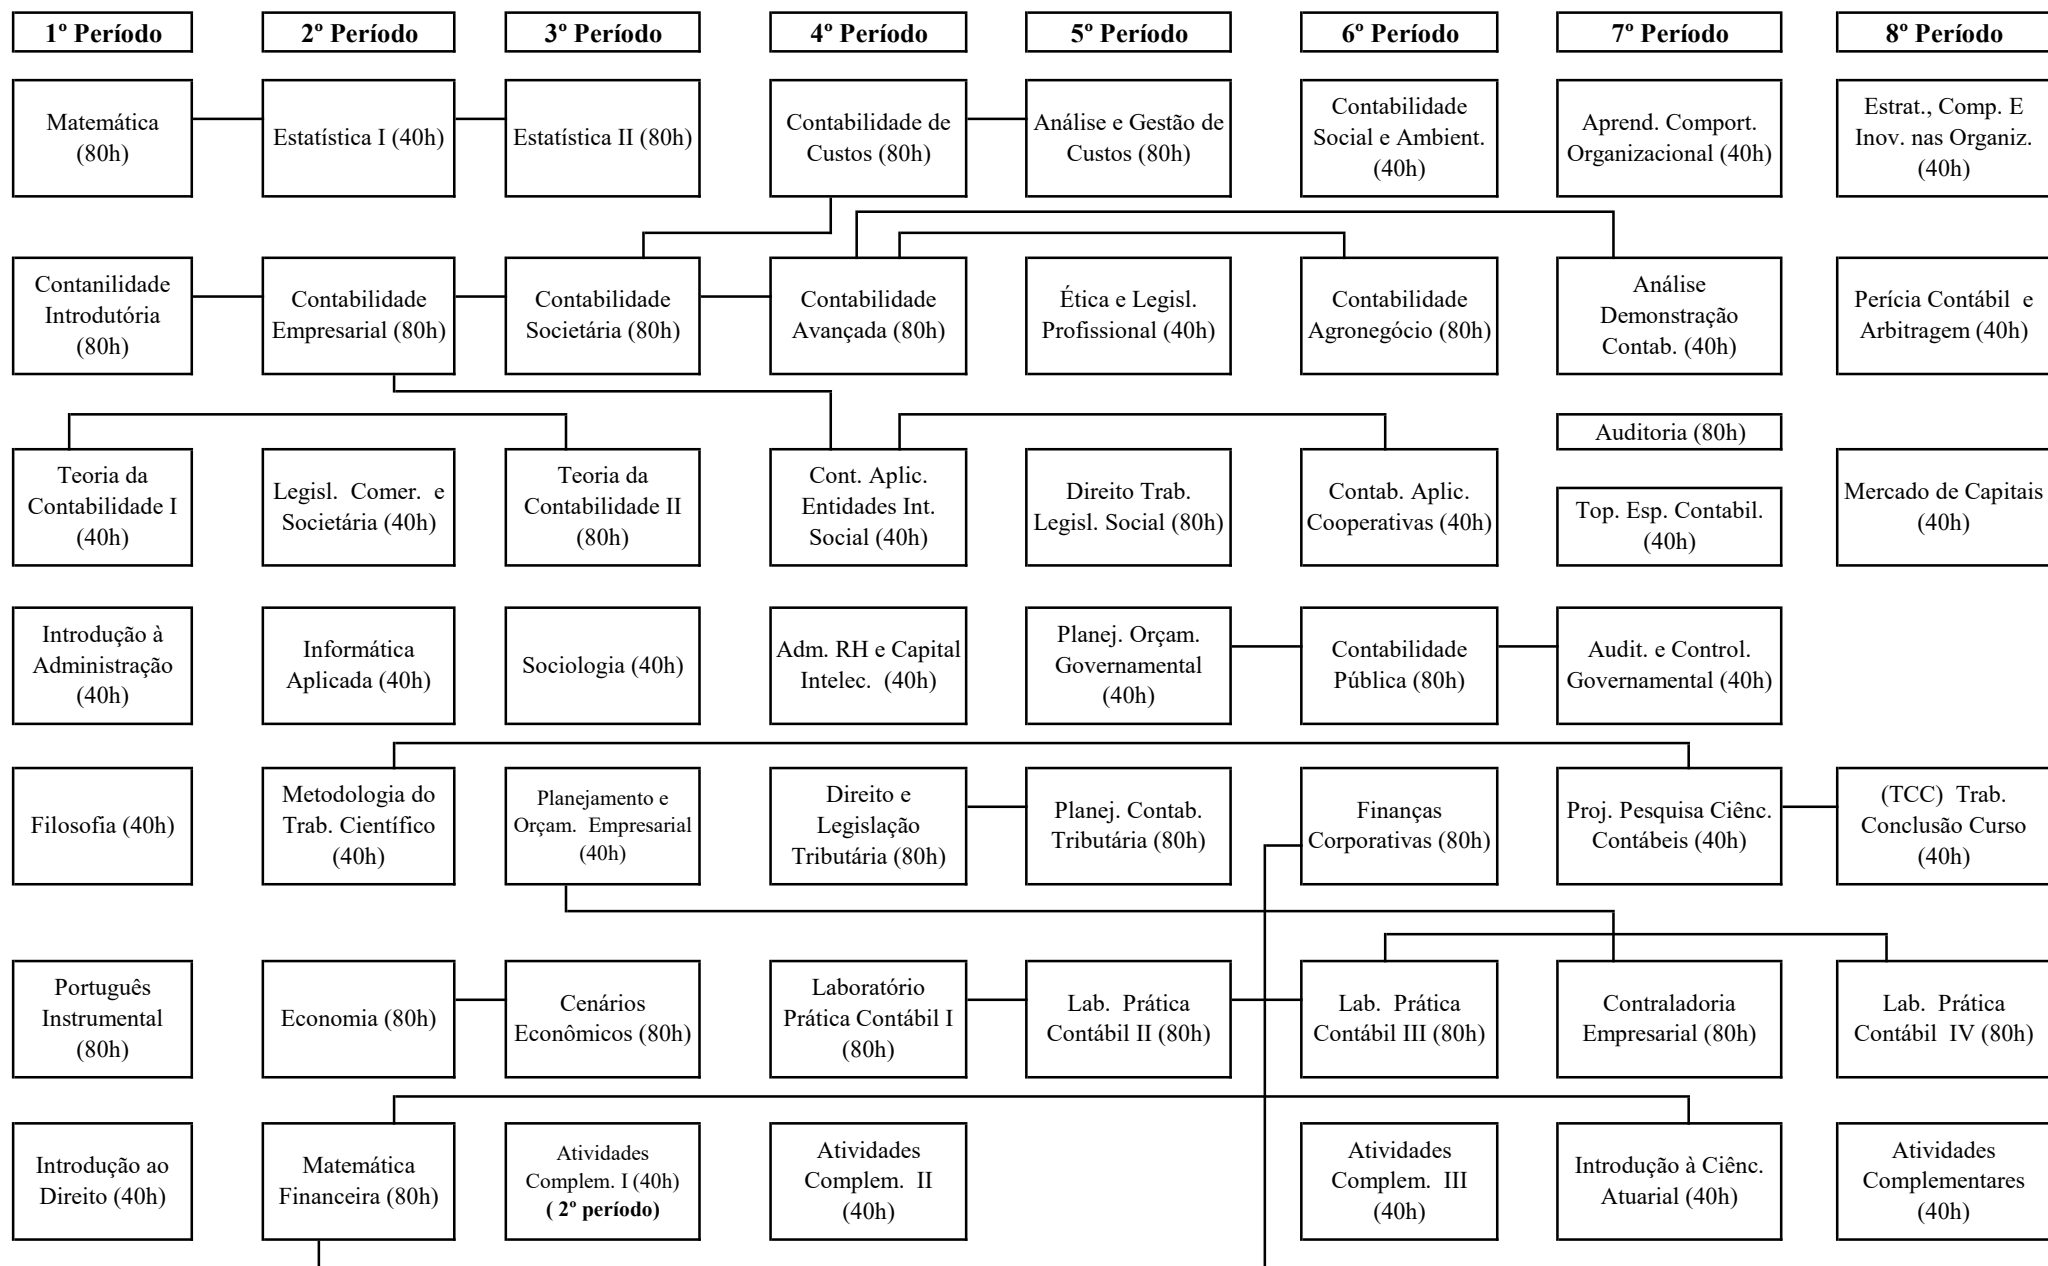 1º Período
2º Período
3º Período
4º Período
5º Período
6º Período
7º Período
8º Período
Matemática
(80h)
Estatística I (40h)
Estatística II (80h)
Contabilidade de
Custos (80h)
Análise e Gestão de
Custos (80h)
Contabilidade
Social e Ambient.
(40h)
Aprend. Comport.
Organizacional (40h)
Estrat., Comp. E
Inov. nas Organiz.
(40h)
Contanilidade
Introdutória
(80h)
Contabilidade
Empresarial (80h)
Contabilidade
Societária (80h)
Contabilidade
Avançada (80h)
Ética e Legisl.
Profissional (40h)
Contabilidade
Agronegócio (80h)
Análise
Demonstração
Contab. (40h)
Perícia Contábil e
Arbitragem (40h)
Teoria da
Contabilidade I
(40h)
Legisl. Comer. e
Societária (40h)
Teoria da
Contabilidade II
(80h)
Cont. Aplic.
Entidades Int.
Social (40h)
Direito Trab.
Legisl. Social (80h)
Contab. Aplic.
Cooperativas (40h)
Auditoria (80h)
Top. Esp. Contabil.
(40h)
Mercado de Capitais
(40h)
Introdução à
Administração
(40h)
Informática
Aplicada (40h)
Sociologia (40h)
Adm. RH e Capital
Intelec. (40h)
Planej. Orçam.
Governamental
(40h)
Contabilidade
Pública (80h)
Audit. e Control.
Governamental (40h)
Filosofia (40h)
Metodologia do
Trab. Científico
(40h)
Planejamento e
Orçam. Empresarial
(40h)
Direito e
Legislação
Tributária (80h)
Planej. Contab.
Tributária (80h)
Finanças
Corporativas (80h)
Proj. Pesquisa Ciênc.
Contábeis (40h)
(TCC) Trab.
Conclusão Curso
(40h)
Português
Instrumental
(80h)
Economia (80h)
Cenários
Econômicos (80h)
Laboratório
Prática Contábil I
(80h)
Lab. Prática
Contábil II (80h)
Lab. Prática
Contábil III (80h)
Contraladoria
Empresarial (80h)
Lab. Prática
Contábil IV (80h)
Introdução ao
Direito (40h)
Matemática
Financeira (80h)
Atividades
Complem. I (40h)
( 2º período)
Atividades
Complem. II
(40h)
Atividades
Complem. III
(40h)
Introdução à Ciênc.
Atuarial (40h)
Atividades
Complementares
(40h)